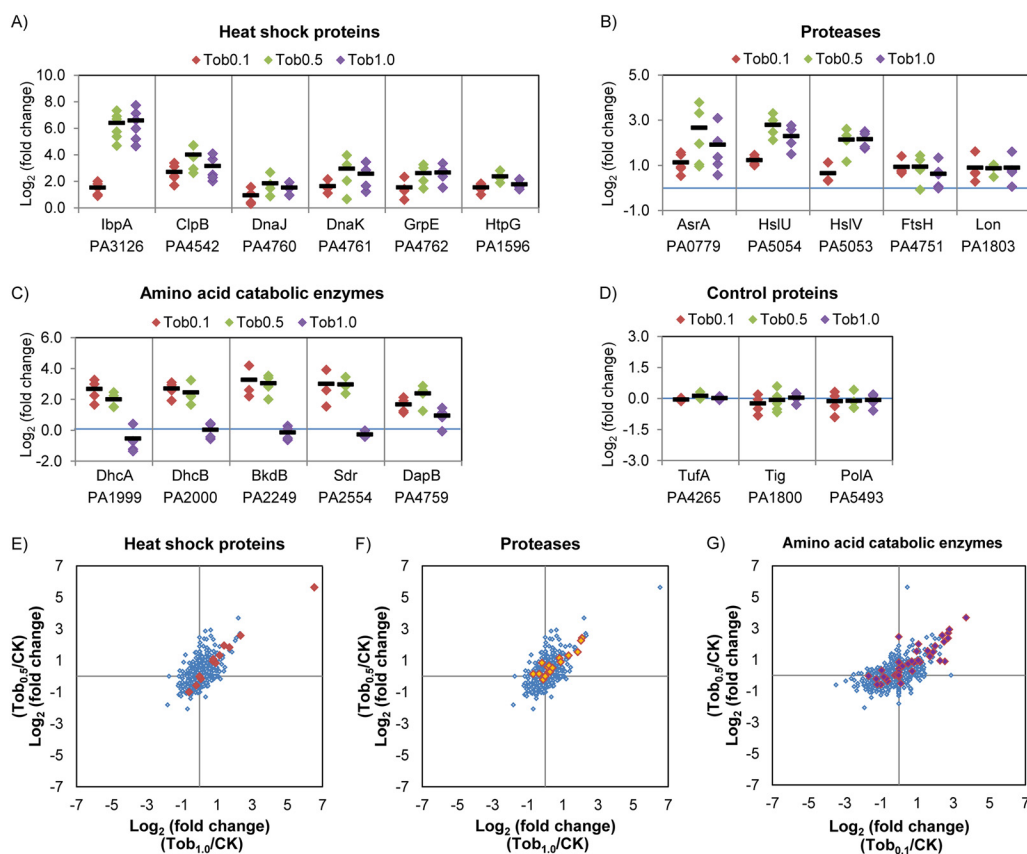 A)
Heat shock proteins
Tob0.1 Tob0.5 Tob1.0
Log2 (fold change)
10.0
8.0
6.0
4.0
2.0
0.0
IbpA ClpB DnaJ DnaK GrpE HtpG
PA3126 PA4542 PA4760 PA4761 PA4762 PA1596
B)
Proteases
Tob0.1 Tob0.5 Tob1.0
Log2 (fold change)
5.0
3.0
1.0
-1.0
AsrA HslU HslV FtsH Lon
PA0779 PA5054 PA5053 PA4751 PA1803
C)
Amino acid catabolic enzymes
Tob0.1 Tob0.5 Tob1.0
Log2 (fold change)
6.0
4.0
2.0
0.0
-2.0
DhcA DhcB BkdB Sdr DapB
PA1999 PA2000 PA2249 PA2554 PA4759
D)
Control proteins
Tob0.1 Tob0.5 Tob1.0
Log2 (fold change)
3.0
1.0
-1.0
-3.0
TufA Tig PolA
PA4265 PA1800 PA5493
E)
Heat shock proteins
(Tob0.5/CK)
Log2 (fold change)
7
5
3
1
-1
-3
-5
-7
-7 -4 -1 2 5 7
Log2 (fold change)
(Tob1.0/CK)
F)
Proteases
(Tob0.5/CK)
Log2 (fold change)
7
5
3
1
-1
-3
-5
-7
-7 -5 -3 -1 1 3 5 7
Log2 (fold change)
(Tob1.0/CK)
G)
Amino acid catabolic enzymes
(Tob0.5/CK)
Log2 (fold change)
7
5
3
1
-1
-3
-5
-7
-7 -5 -3 -1 1 3 5 7
Log2 (fold change)
(Tob0.1/CK)